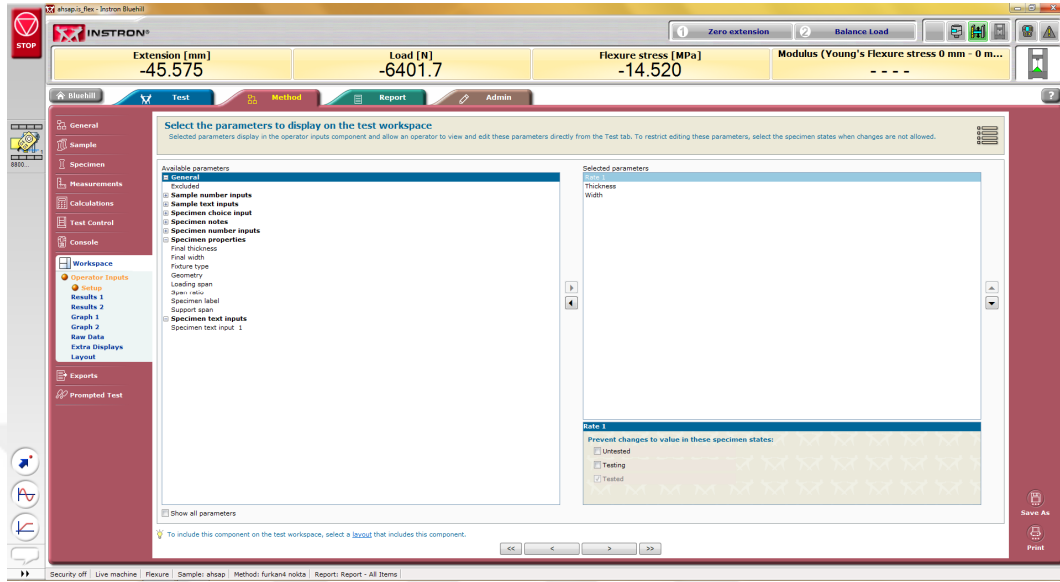 ahsap.is_flex - Instron Bluehill
STOP
INSTRON®
1 Zero extension
2 Balance Load
Extension [mm]
-45.575
Load [N]
-6401.7
Flexure stress [MPa]
-14.520
Modulus (Young's Flexure stress 0 mm - 0 m...
- - - -
Bluehill
Test
Method
Report
Admin
?
8800...
General
Sample
Specimen
Measurements
Calculations
Test Control
Console
Workspace
Operator Inputs
Setup
Results 1
Results 2
Graph 1
Graph 2
Raw Data
Extra Displays
Layout
Exports
Prompted Test
Select the parameters to display on the test workspace
Selected parameters display in the operator inputs component and allow an operator to view and edit these parameters directly from the Test tab. To restrict editing these parameters, select the specimen states when changes are not allowed.
Available parameters
General
Excluded
Sample number inputs
Sample text inputs
Specimen choice input
Specimen notes
Specimen number inputs
Specimen properties
Final thickness
Final width
Fixture type
Geometry
Loading span
Span ratio
Specimen label
Support span
Specimen text inputs
Specimen text input 1
Show all parameters
Selected parameters
Rate 1
Thickness
Width
Rate 1
Prevent changes to value in these specimen states:
Untested
Testing
Tested
To include this component on the test workspace, select a layout that includes this component.
<< < > >>
Save As
Print
Security off Live machine Flexure Sample: ahsap Method: furkan4 nokta Report: Report - All Items